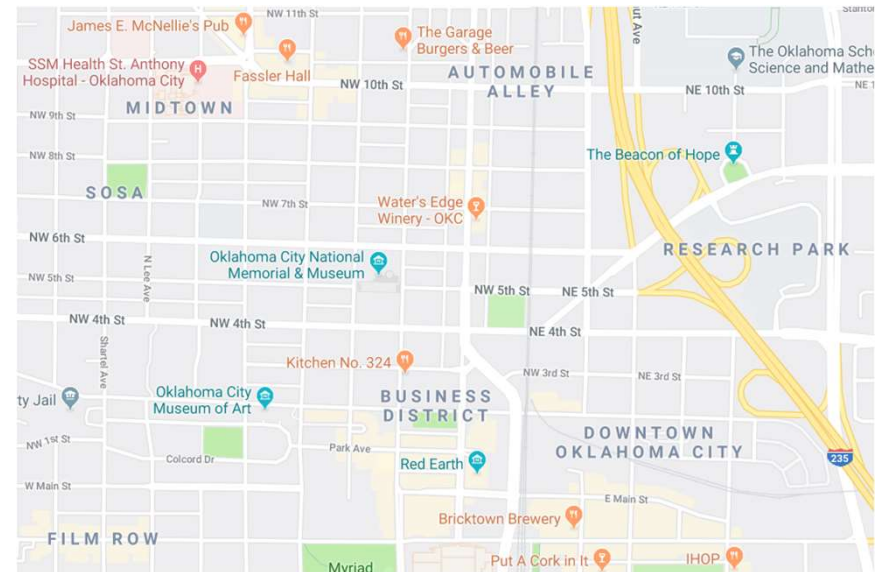 NW 11th St
James E. McNellie's Pub
The Garage
Burgers & Beer
Stanto
ut Ave
SSM Health St. Anthony
Hospital - Oklahoma City
H
Fassler Hall
AUTOMOBILE
ALLEY
The Oklahoma Scho
Science and Mathe
NW 10th St
NE 10th St
NE 1
MIDTOWN
NW 9th St
NW 8th St
The Beacon of Hope
SOSA
NW 7th St
Water's Edge
Winery - OKC
NW 6th St
RESEARCH PARK
Oklahoma City National
Memorial & Museum
N Lee Ave
NW 5th St
NW 5th St
NE 5th St
NW 4th St
NW 4th St
NE 4th St
Shartel Ave
Kitchen No. 324
NW 3rd St
NE 3rd St
ty Jail
Oklahoma City
Museum of Art
BUSINESS
DISTRICT
NW 1st St
Park Ave
DOWNTOWN
OKLAHOMA CITY
Colcord Dr
Red Earth
235
W Main St
E Main St
Bricktown Brewery
FILM ROW
Myriad
Put A Cork in It
IHOP